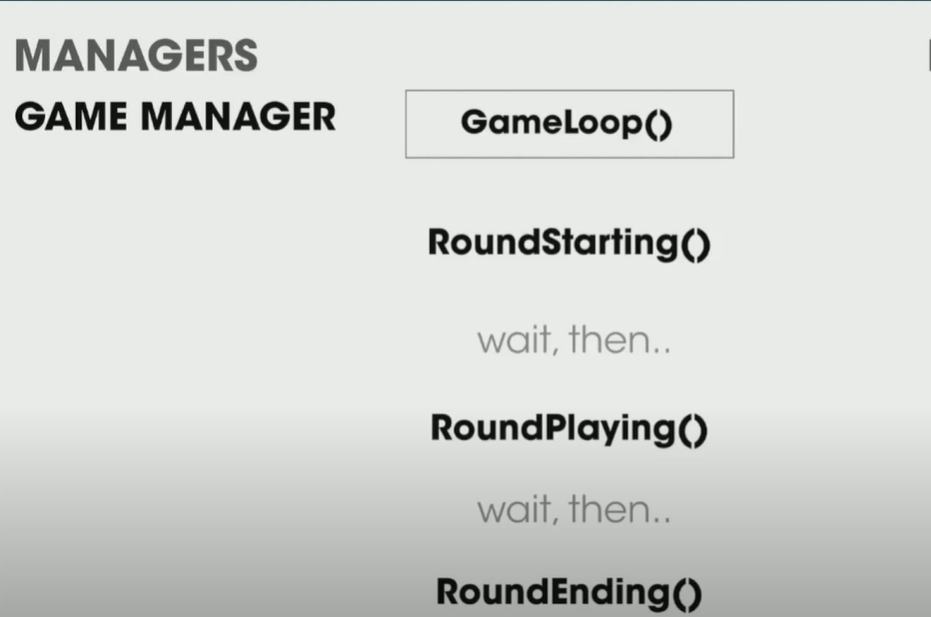 MANAGERS
GAME MANAGER
GameLoop()
RoundStarting()
wait, then..
RoundPlaying()
wait, then..
RoundEnding()